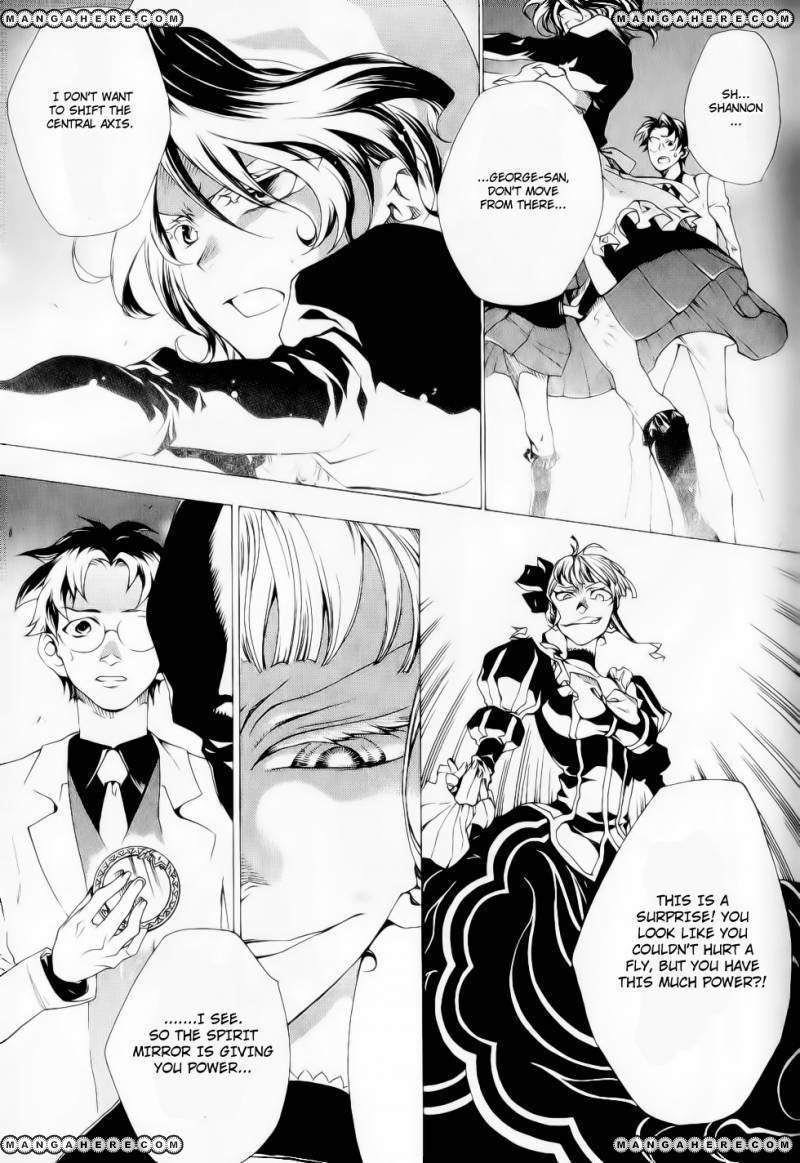 MANGAHERE.COM
MANGAHERE.COM
SH...
SHANNON
...
...GEORGE-SAN,
DON'T MOVE
FROM THERE...
I DON'T WANT
TO SHIFT THE
CENTRAL AXIS.
THIS IS A
SURPRISE! YOU
LOOK LIKE YOU
COULDN'T HURT A
FLY, BUT YOU HAVE
THIS MUCH POWER?!
.......I SEE.
SO THE SPIRIT
MIRROR IS GIVING
YOU POWER...
MANGAHERE.COM
MANGAHERE.COM